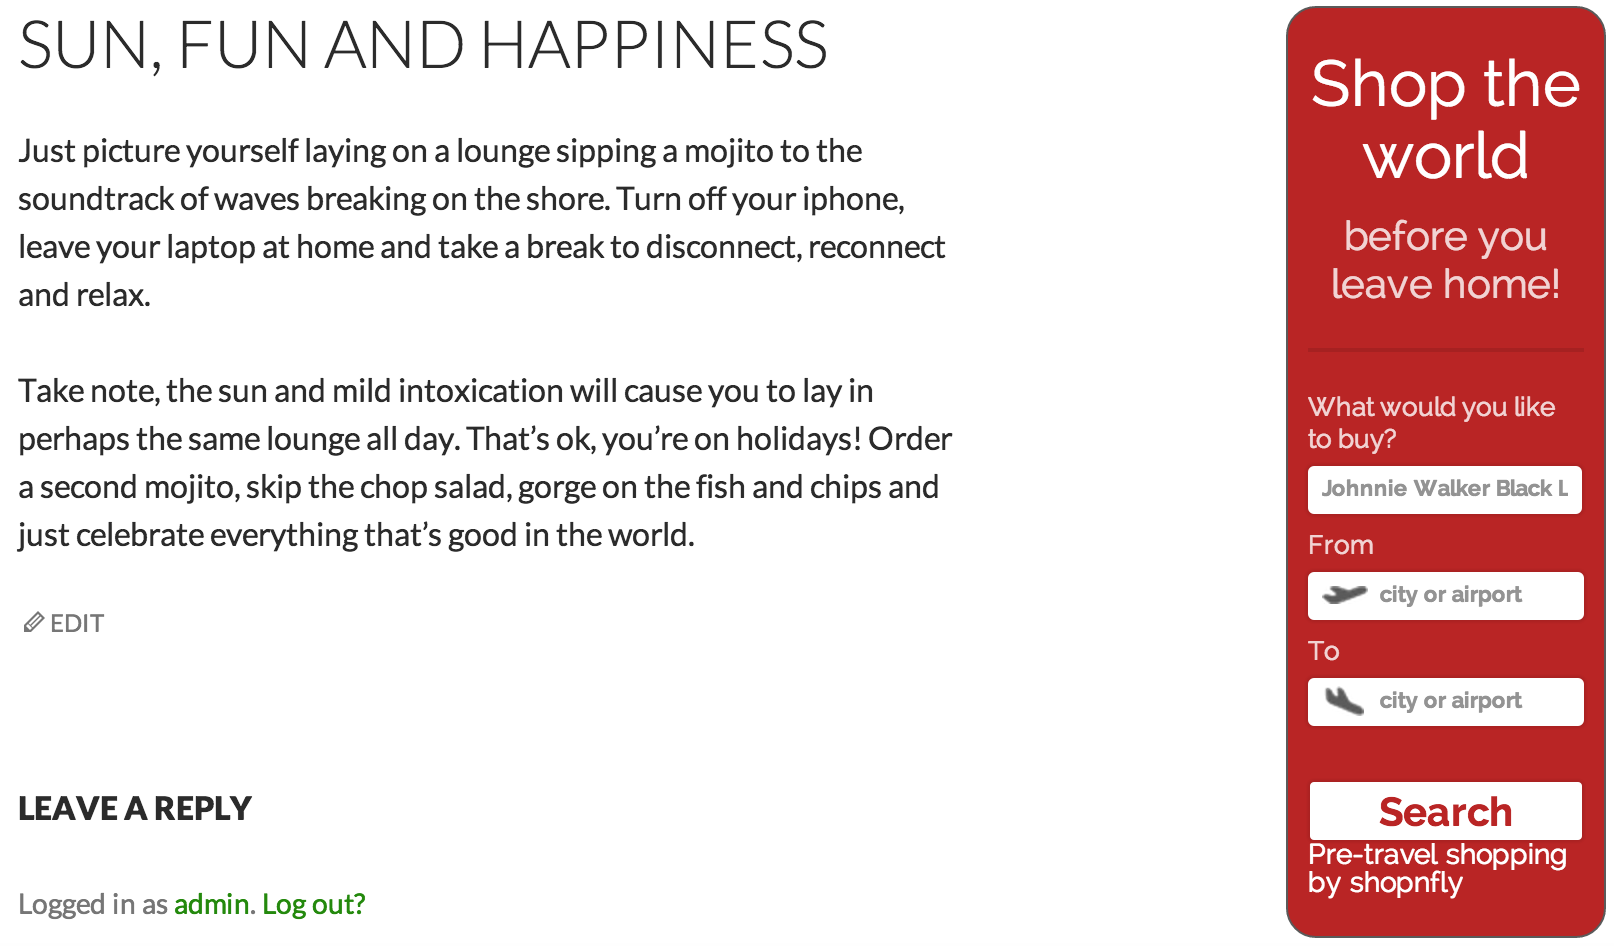 SUN, FUN AND HAPPINESS
Just picture yourself laying on a lounge sipping a mojito to the
soundtrack of waves breaking on the shore. Turn off your iphone,
leave your laptop at home and take a break to disconnect, reconnect
and relax.
Take note, the sun and mild intoxication will cause you to lay in
perhaps the same lounge all day. That’s ok, you’re on holidays! Order
a second mojito, skip the chop salad, gorge on the fish and chips and
just celebrate everything that’s good in the world.
EDIT
LEAVE A REPLY
Logged in as admin. Log out?
Shop the
world
before you
leave home!
What would you like
to buy?
Johnnie Walker Black L
From
city or airport
To
city or airport
Search
Pre-travel shopping
by shopnfly